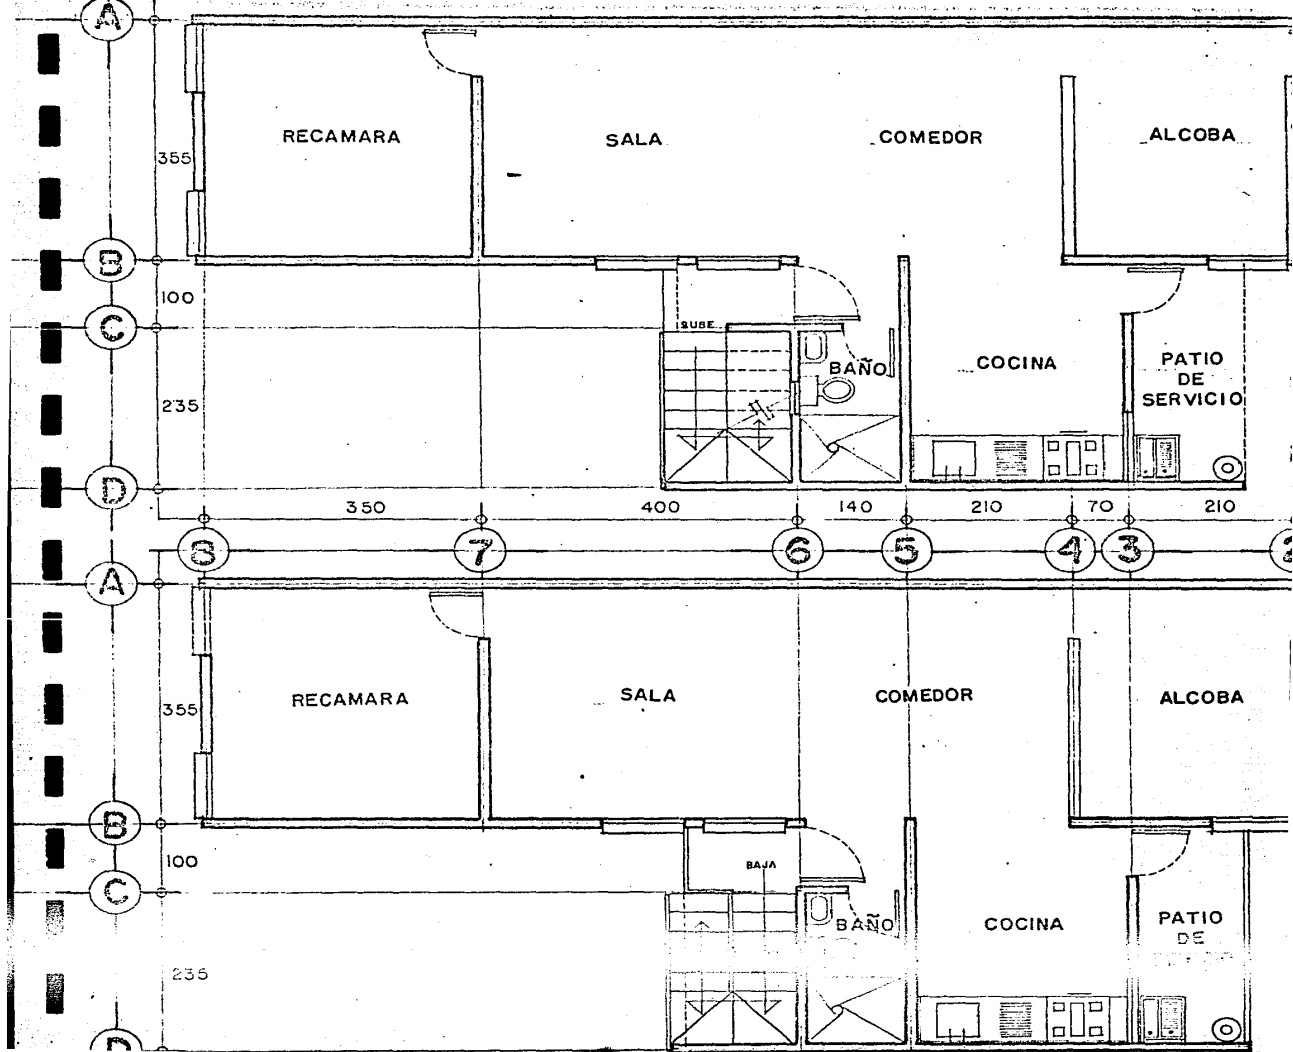 A
RECAMARA
SALA
COMEDOR
ALCOBA
355
B
100
C
SUBE
BAÑO
COCINA
PATIO
DE
SERVICIO
235
D
350
400
140
210
70
210
8
7
6
5
4
3
2
A
RECAMARA
SALA
COMEDOR
ALCOBA
355
B
100
BAJA
C
BAÑO
COCINA
PATIO
DE
235
D